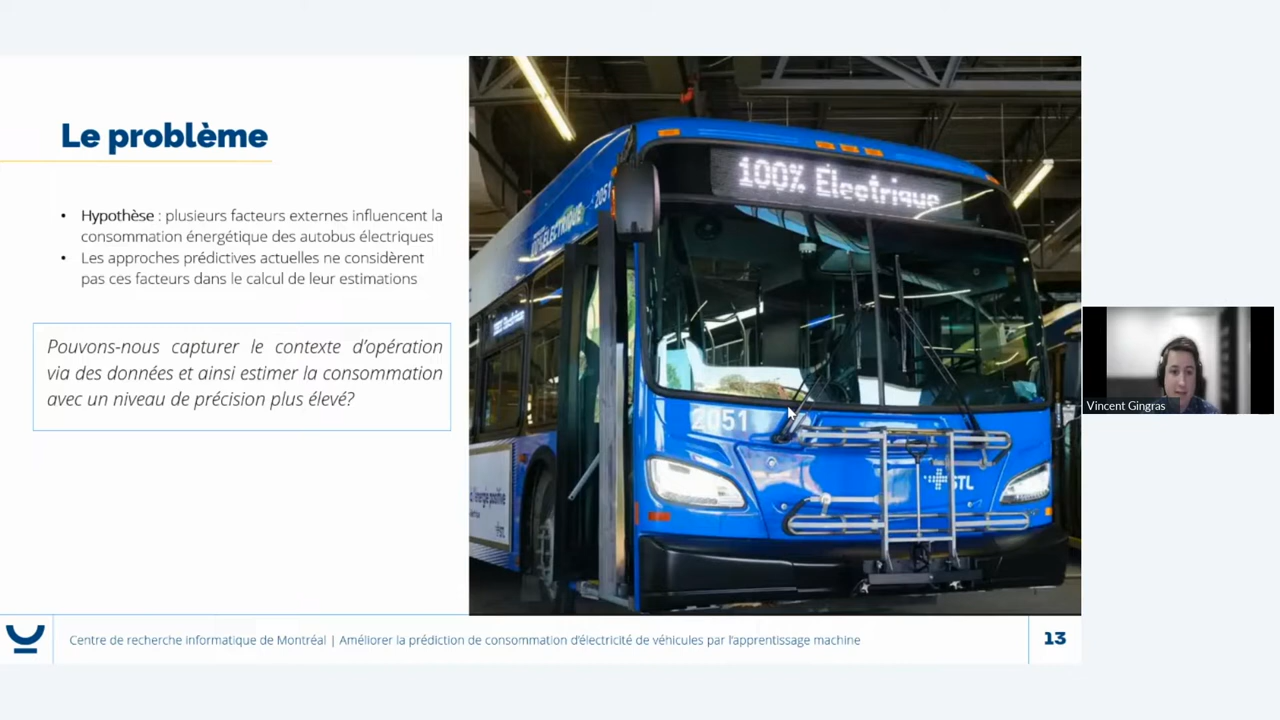 Le problème
• Hypothèse : plusieurs facteurs externes influencent la
consommation énergétique des autobus électriques
• Les approches prédictives actuelles ne considèrent
pas ces facteurs dans le calcul de leur estimations
Pouvons-nous capturer le contexte d’opération
via des données et ainsi estimer la consommation
avec un niveau de précision plus élevé?
100% Électrique
2051
2051
STL
Vincent Gingras
Centre de recherche informatique de Montréal | Améliorer la prédiction de consommation d’électricité de véhicules par l’apprentissage machine
13